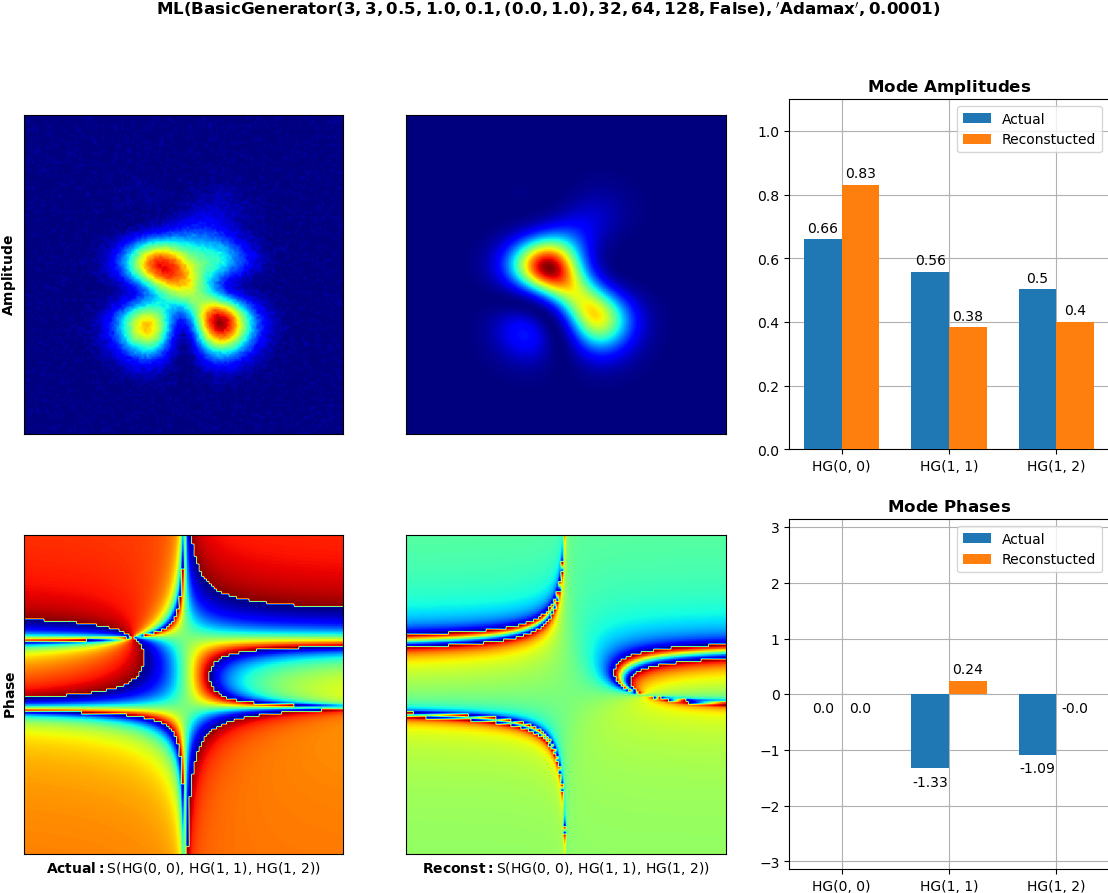 ML(BasicGenerator(3, 3, 0.5, 1.0, 0.1, (0.0, 1.0), 32, 64, 128, False), ′Adamax′, 0.0001)
Amplitude
Mode Amplitudes
Actual
Reconstucted
1.0
0.8
0.6
0.4
0.2
0.0
0.66
0.83
0.56
0.38
0.5
0.4
HG(0, 0)
HG(1, 1)
HG(1, 2)
Phase
Actual: S(HG(0, 0), HG(1, 1), HG(1, 2))
Reconst: S(HG(0, 0), HG(1, 1), HG(1, 2))
Mode Phases
Actual
Reconstucted
3
2
1
0
−1
−2
−3
0.0
0.0
-1.33
0.24
-1.09
-0.0
HG(0, 0)
HG(1, 1)
HG(1, 2)